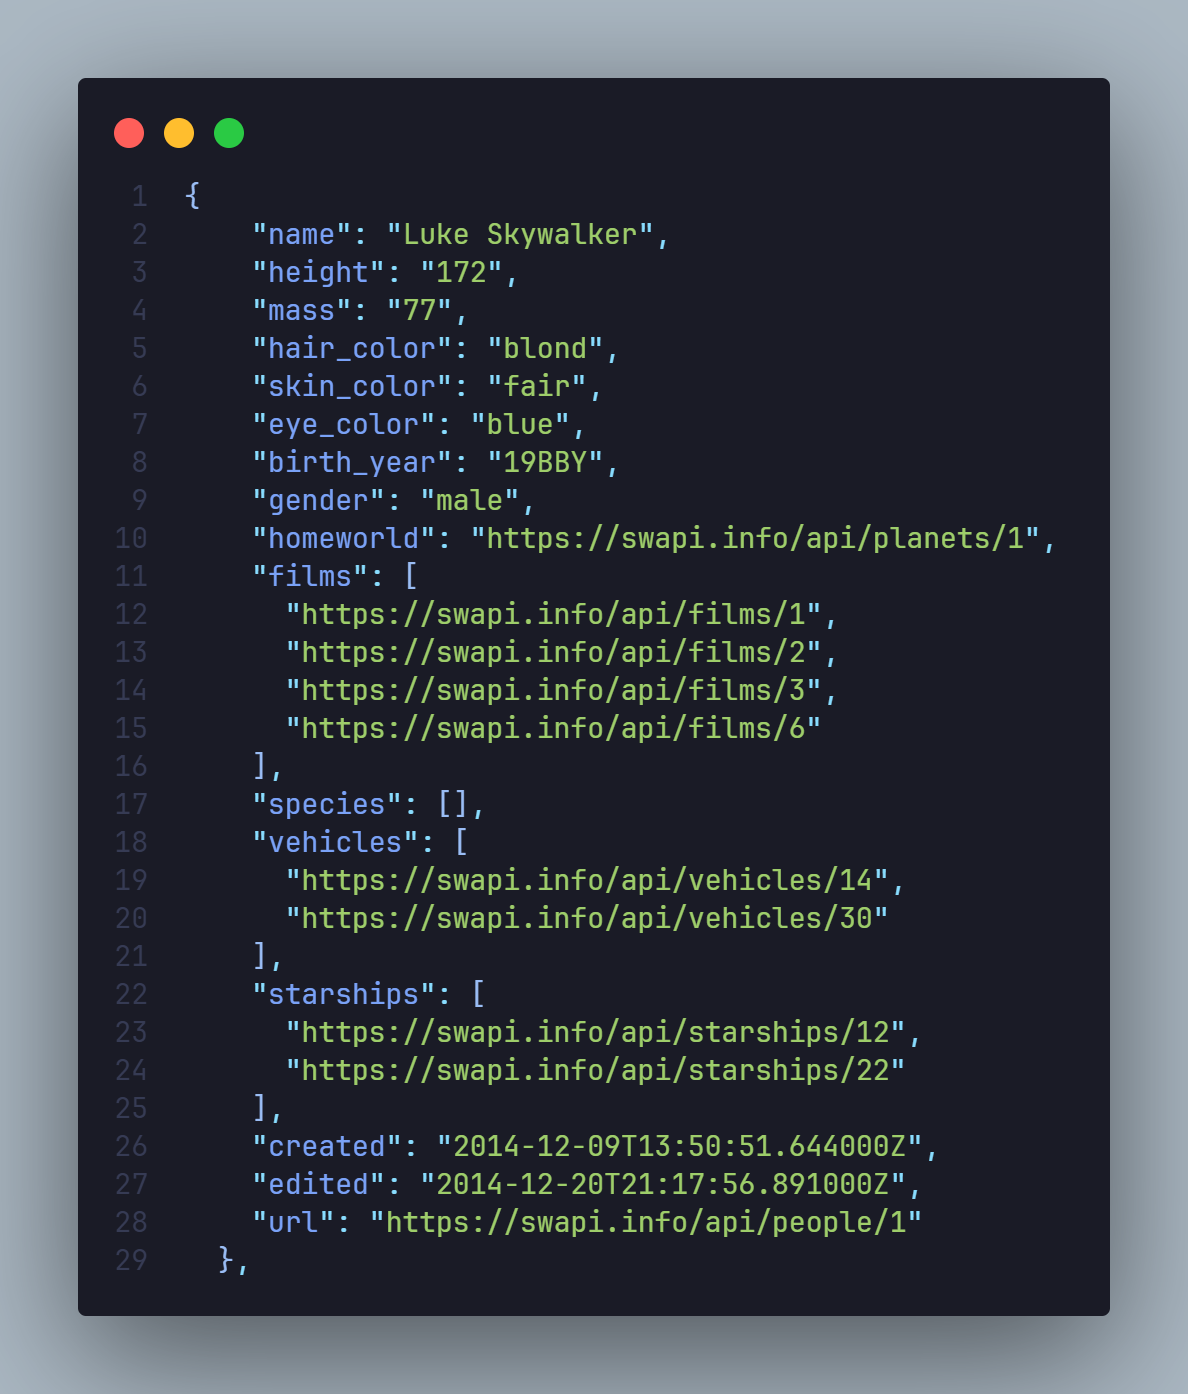 1 {
2     "name": "Luke Skywalker",
3     "height": "172",
4     "mass": "77",
5     "hair_color": "blond",
6     "skin_color": "fair",
7     "eye_color": "blue",
8     "birth_year": "19BBY",
9     "gender": "male",
10     "homeworld": "https://swapi.info/api/planets/1",
11     "films": [
12       "https://swapi.info/api/films/1",
13       "https://swapi.info/api/films/2",
14       "https://swapi.info/api/films/3",
15       "https://swapi.info/api/films/6"
16     ],
17     "species": [],
18     "vehicles": [
19       "https://swapi.info/api/vehicles/14",
20       "https://swapi.info/api/vehicles/30"
21     ],
22     "starships": [
23       "https://swapi.info/api/starships/12",
24       "https://swapi.info/api/starships/22"
25     ],
26     "created": "2014-12-09T13:50:51.644000Z",
27     "edited": "2014-12-20T21:17:56.891000Z",
28     "url": "https://swapi.info/api/people/1"
29   },